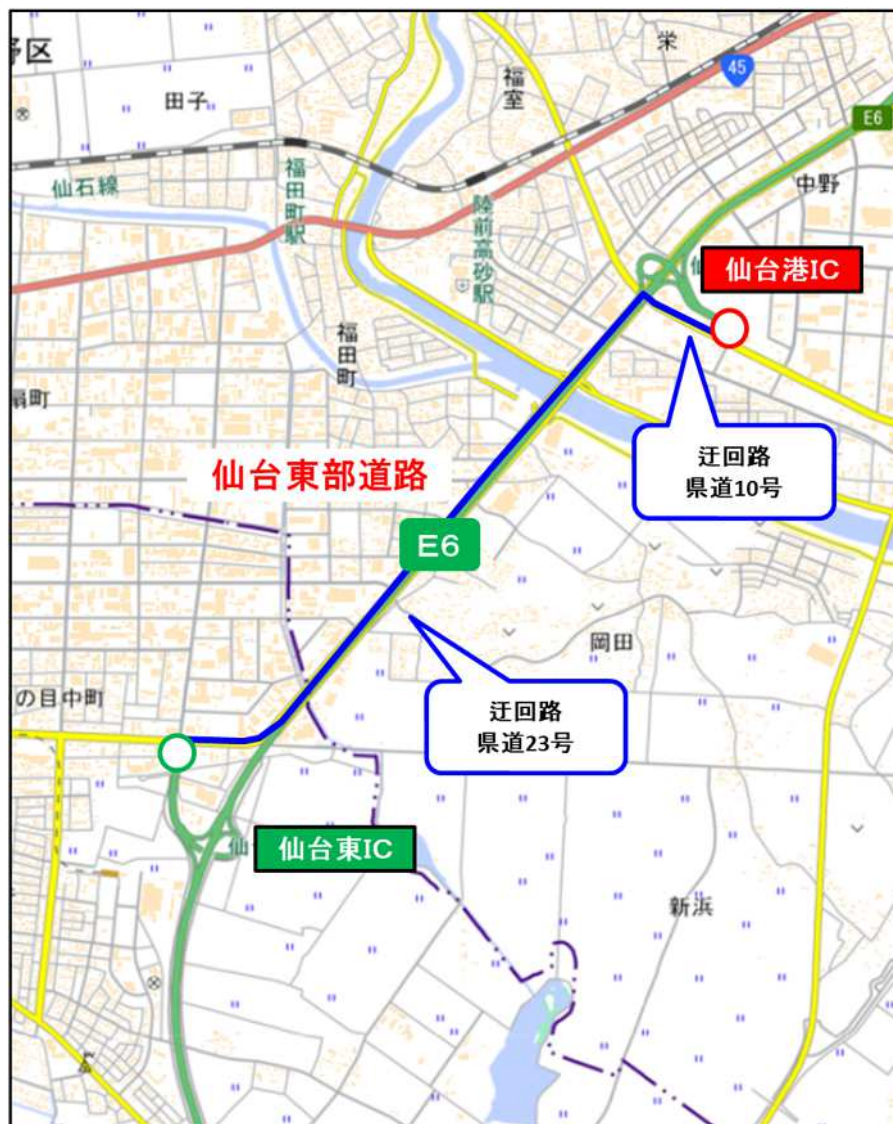 野区
田子
栄
福室
45
E6
仙石線
福田町駅
陸前高砂駅
中野
仙台港IC
福田町
扇町
迂回路
県道10号
仙台東部道路
E6
岡田
の目中町
迂回路
県道23号
仙台東IC
新浜